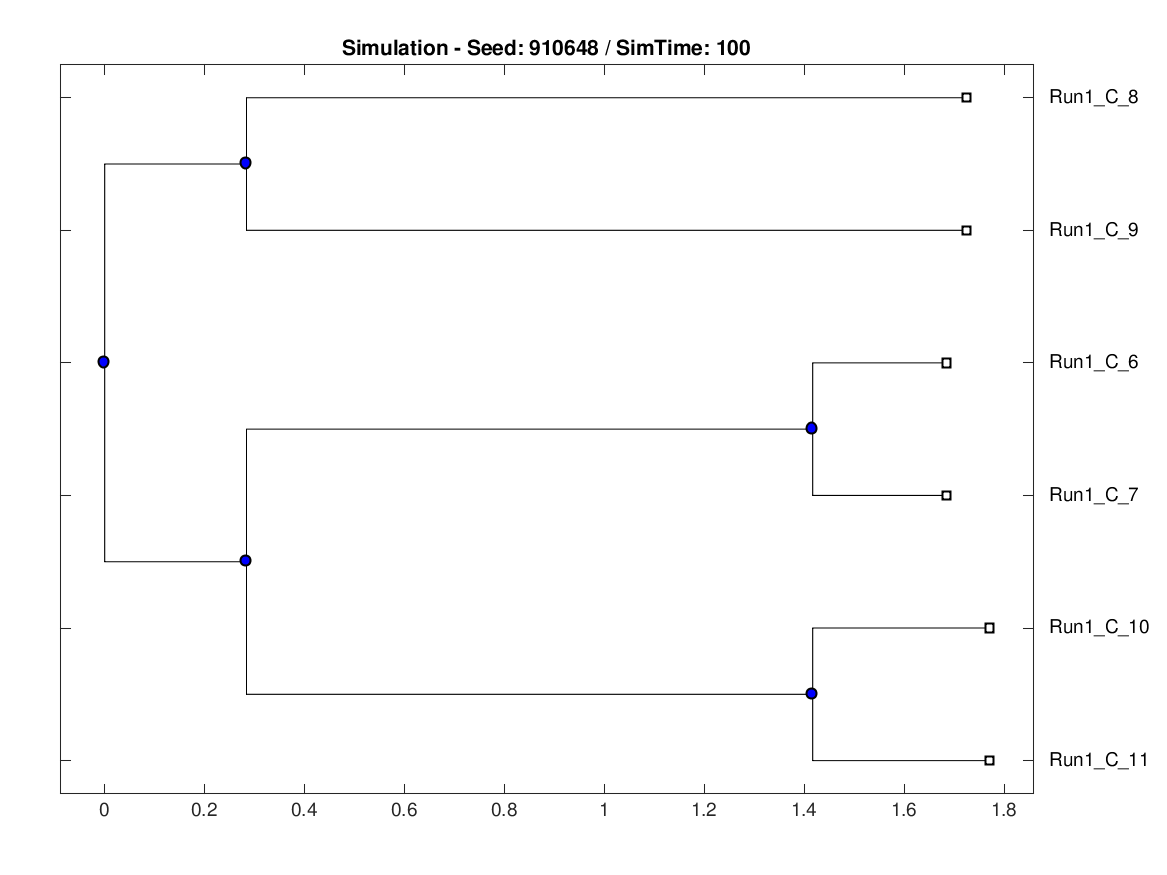 Simulation - Seed: 910648 / SimTime: 100
Run1_C_8
Run1_C_9
Run1_C_6
Run1_C_7
Run1_C_10
Run1_C_11
0 0.2 0.4 0.6 0.8 1 1.2 1.4 1.6 1.8